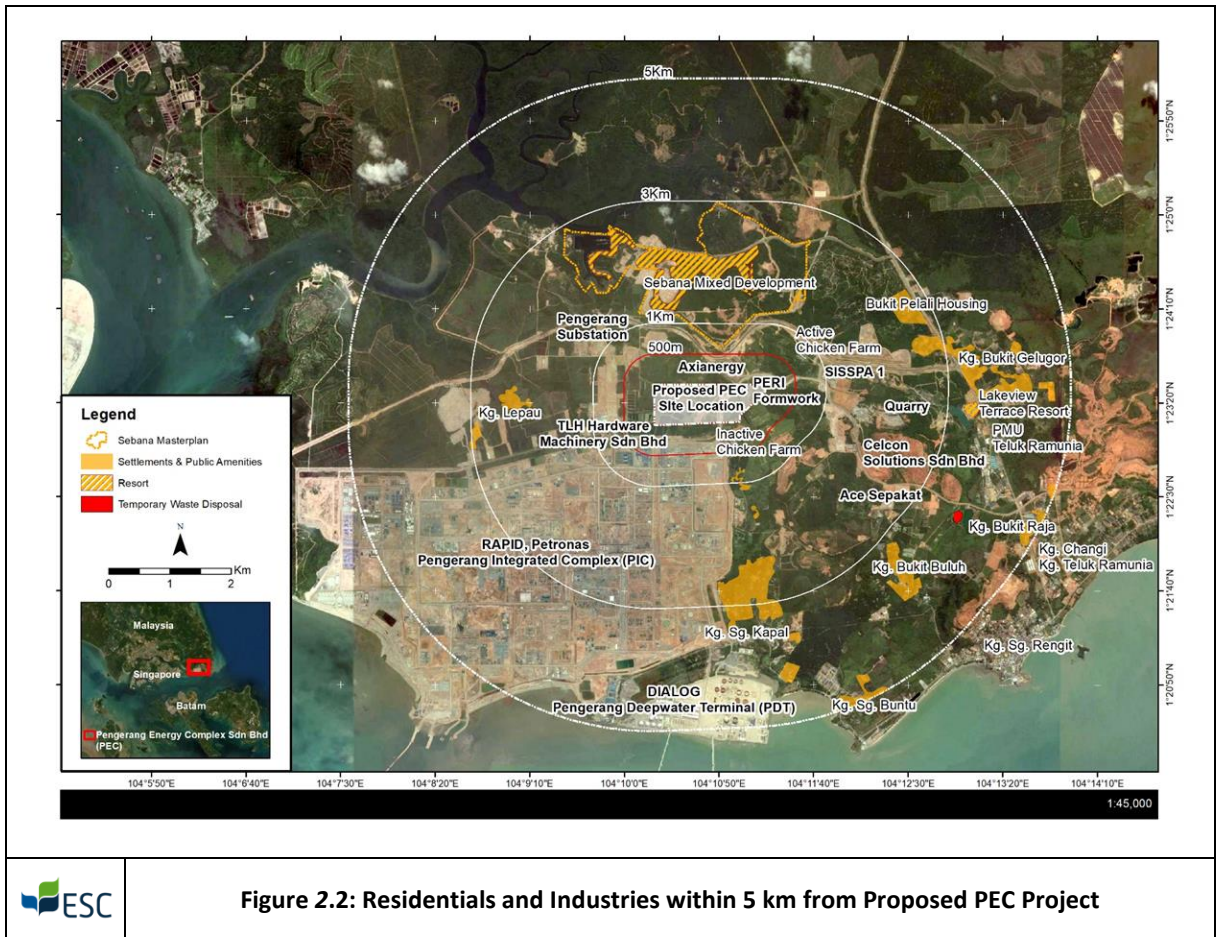 5Km
3Km
Sebana Mixed Development
Bukit Pelali Housing
1Km
Pengerang
Substation
Active
Chicken Farm
500m
Kg. Bukit Gelugor
Axianergy
SISSPA 1
PERI
Formwork
Proposed PEC
Site Location
Lakeview
Terrace Resort
Kg. Lepau
Quarry
TLH Hardware
Machinery Sdn Bhd
PMU
Teluk Ramunia
Inactive
Chicken Farm
Celcon
Solutions Sdn Bhd
Ace Sepakat
Kg. Bukit Raja
RAPID, Petronas
Pengerang Integrated Complex (PIC)
Kg. Changi
Kg. Teluk Ramunia
Kg. Bukit Buluh
Kg. Sg. Kapal
Kg. Sg. Rengit
DIALOG
Pengerang Deepwater Terminal (PDT)
Kg. Sg. Buntu
1°25'50"N
1°25'0"N
1°24'10"N
1°23'20"N
1°22'30"N
1°21'40"N
1°20'50"N
Legend
Sebana Masterplan
Settlements & Public Amenities
Resort
Temporary Waste Disposal
N
0 1 2 Km
Malaysia
Singapore
Batam
Pengerang Energy Complex Sdn Bhd
(PEC)
104°5'50"E 104°6'40"E 104°7'30"E 104°8'20"E 104°9'10"E 104°10'0"E 104°10'50"E 104°11'40"E 104°12'30"E 104°13'20"E 104°14'10"E
1:45,000
ESC
Figure 2.2: Residentials and Industries within 5 km from Proposed PEC Project